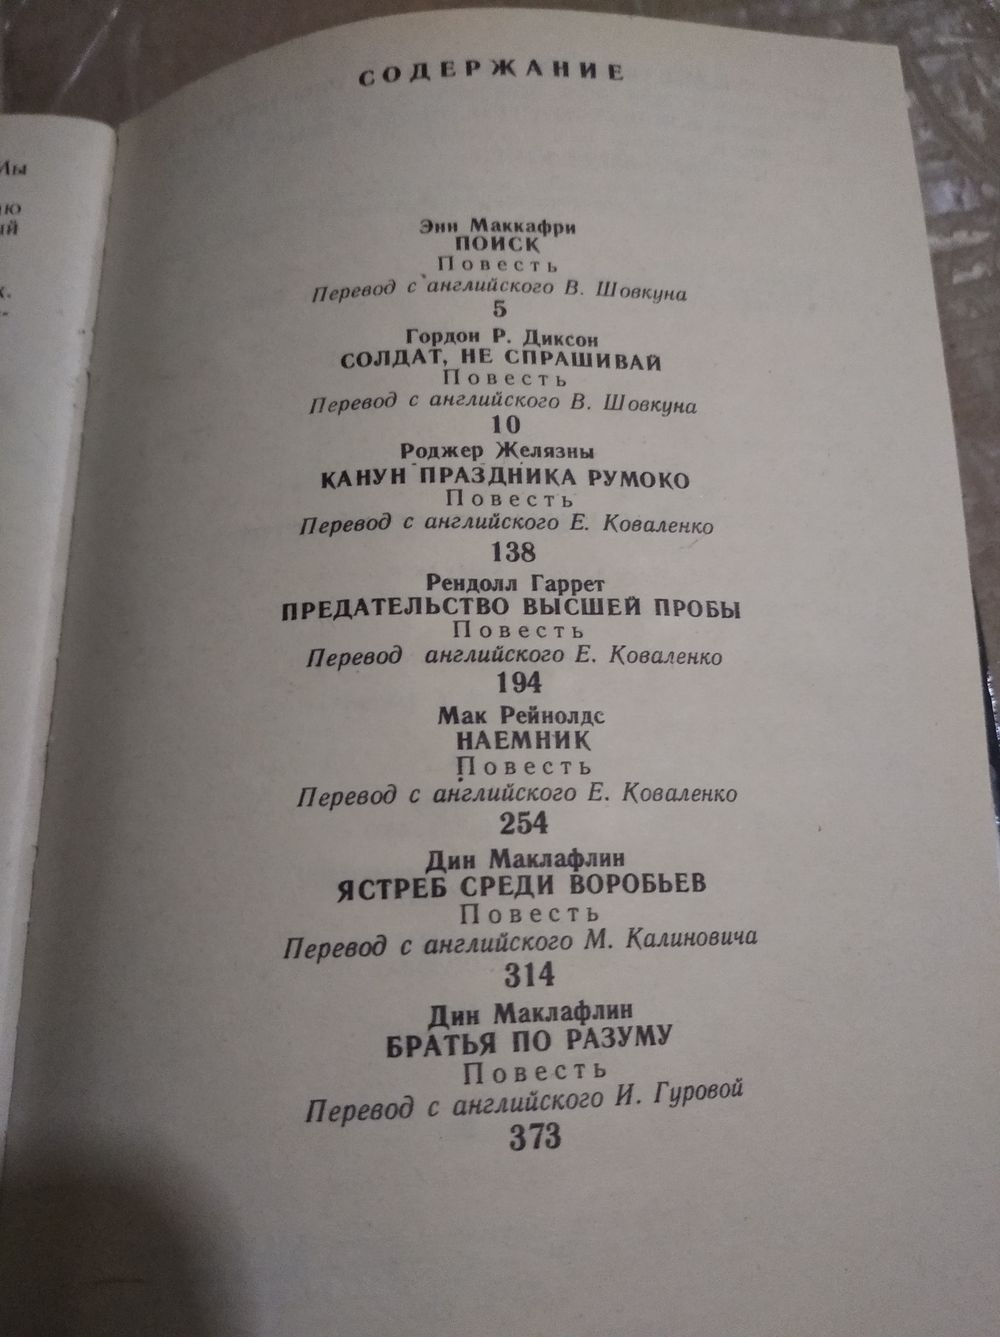 Мы
ю
ый
х.
СОДЕРЖАНИЕ
Энн Маккафри
ПОИСК
Повесть
Перевод с английского В. Шовкуна
5
Гордон Р. Диксон
СОЛДАТ, НЕ СПРАШИВАЙ
Повесть
Перевод с английского В. Шовкуна
10
Роджер Желязны
КАНУН ПРАЗДНИКА РУМОКО
Повесть
Перевод с английского Е. Коваленко
138
Рендолл Гаррет
ПРЕДАТЕЛЬСТВО ВЫСШЕЙ ПРОБЫ
Повесть
Перевод английского Е. Коваленко
194
Мак Рейнолдс
НАЕМНИК
Повесть
Перевод с английского Е. Коваленко
254
Дин Маклафлин
ЯСТРЕБ СРЕДИ ВОРОБЬЕВ
Повесть
Перевод с английского М. Калиновича
314
Дин Маклафлин
БРАТЬЯ ПО РАЗУМУ
Повесть
Перевод с английского И. Гуровой
373